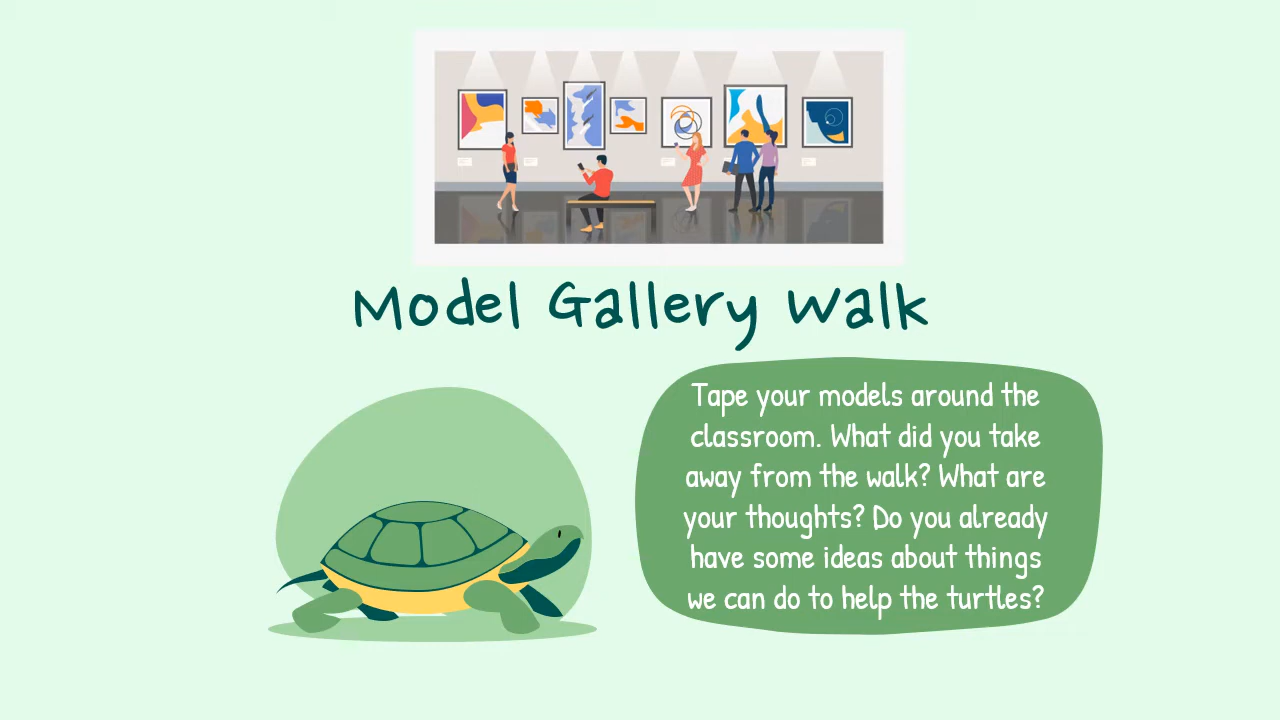 Model Gallery Walk
Tape your models around the
classroom. What did you take
away from the walk? What are
your thoughts? Do you already
have some ideas about things
we can do to help the turtles?